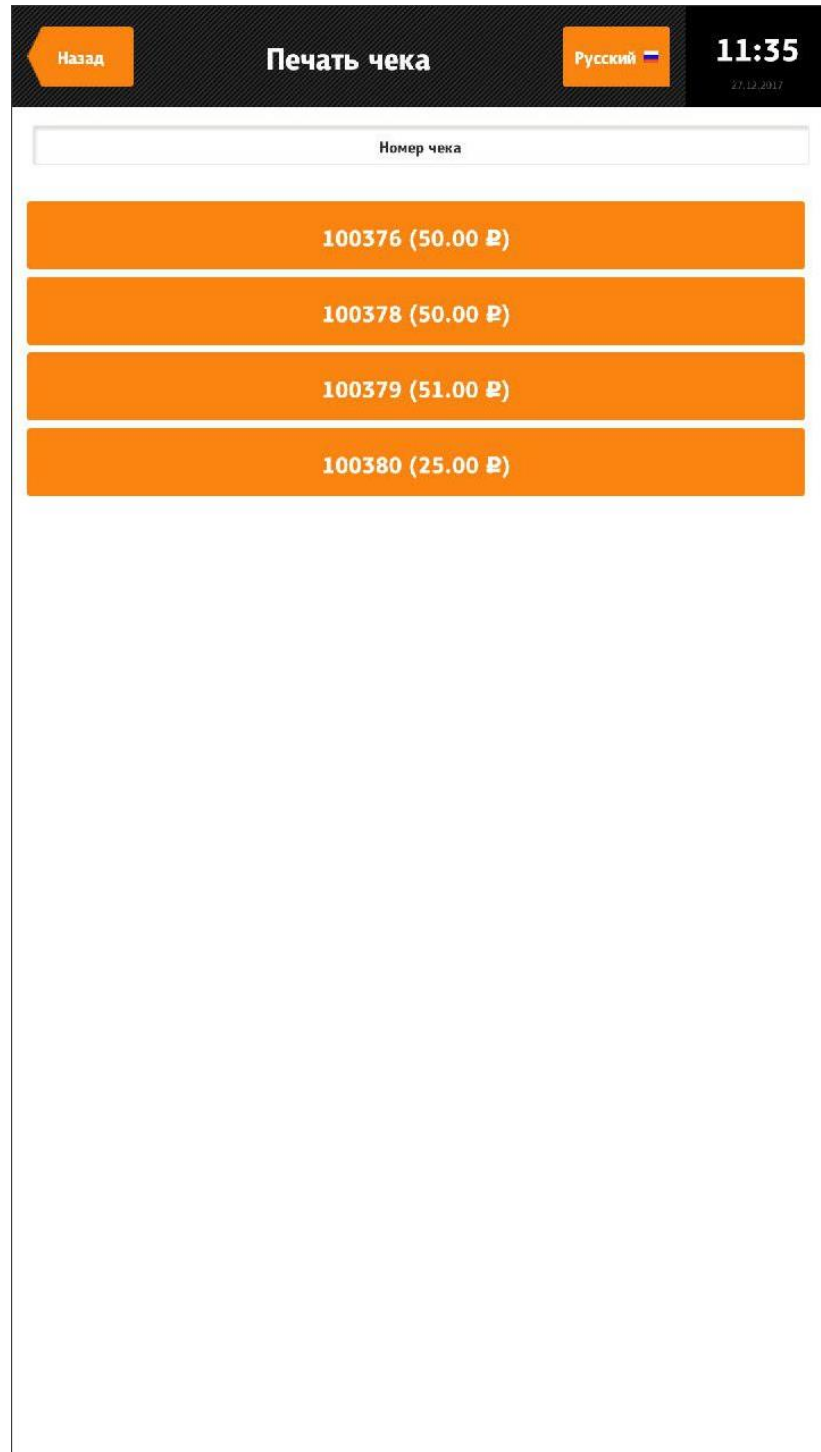 Назад
Печать чека
Русский
11:35
27.12.2017
Номер чека
100376 (50.00 ₽)
100378 (50.00 ₽)
100379 (51.00 ₽)
100380 (25.00 ₽)